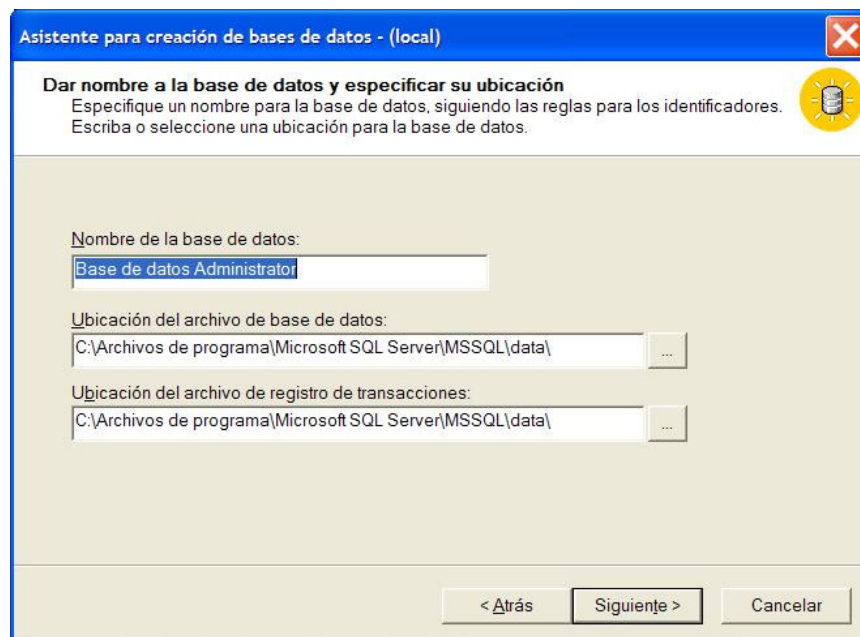 Asistente para creación de bases de datos - (local)
Dar nombre a la base de datos y especificar su ubicación
Especifique un nombre para la base de datos, siguiendo las reglas para los identificadores.
Escriba o seleccione una ubicación para la base de datos.
Nombre de la base de datos:
Base de datos Administrator
Ubicación del archivo de base de datos:
C:\Archivos de programa\Microsoft SQL Server\MSSQL\data\
...
Ubicación del archivo de registro de transacciones:
C:\Archivos de programa\Microsoft SQL Server\MSSQL\data\
...
< Atrás Siguiente > Cancelar